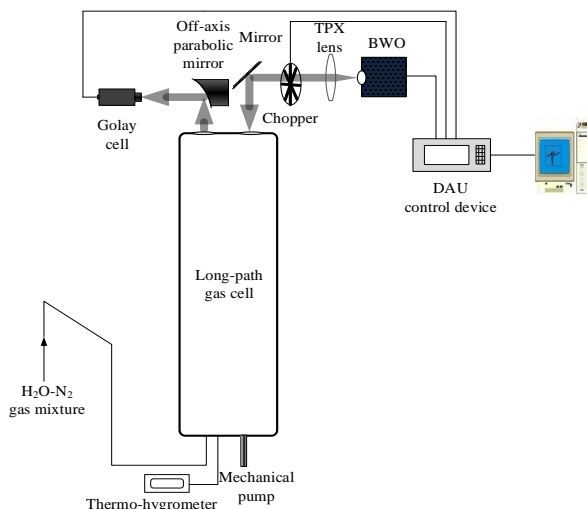 Off-axis
parabolic
mirror
Mirror
TPX
lens
BWO
Golay
cell
Chopper
DAU
control device
Long-path
gas cell
H₂O-N₂
gas mixture
Mechanical
pump
Thermo-hygrometer